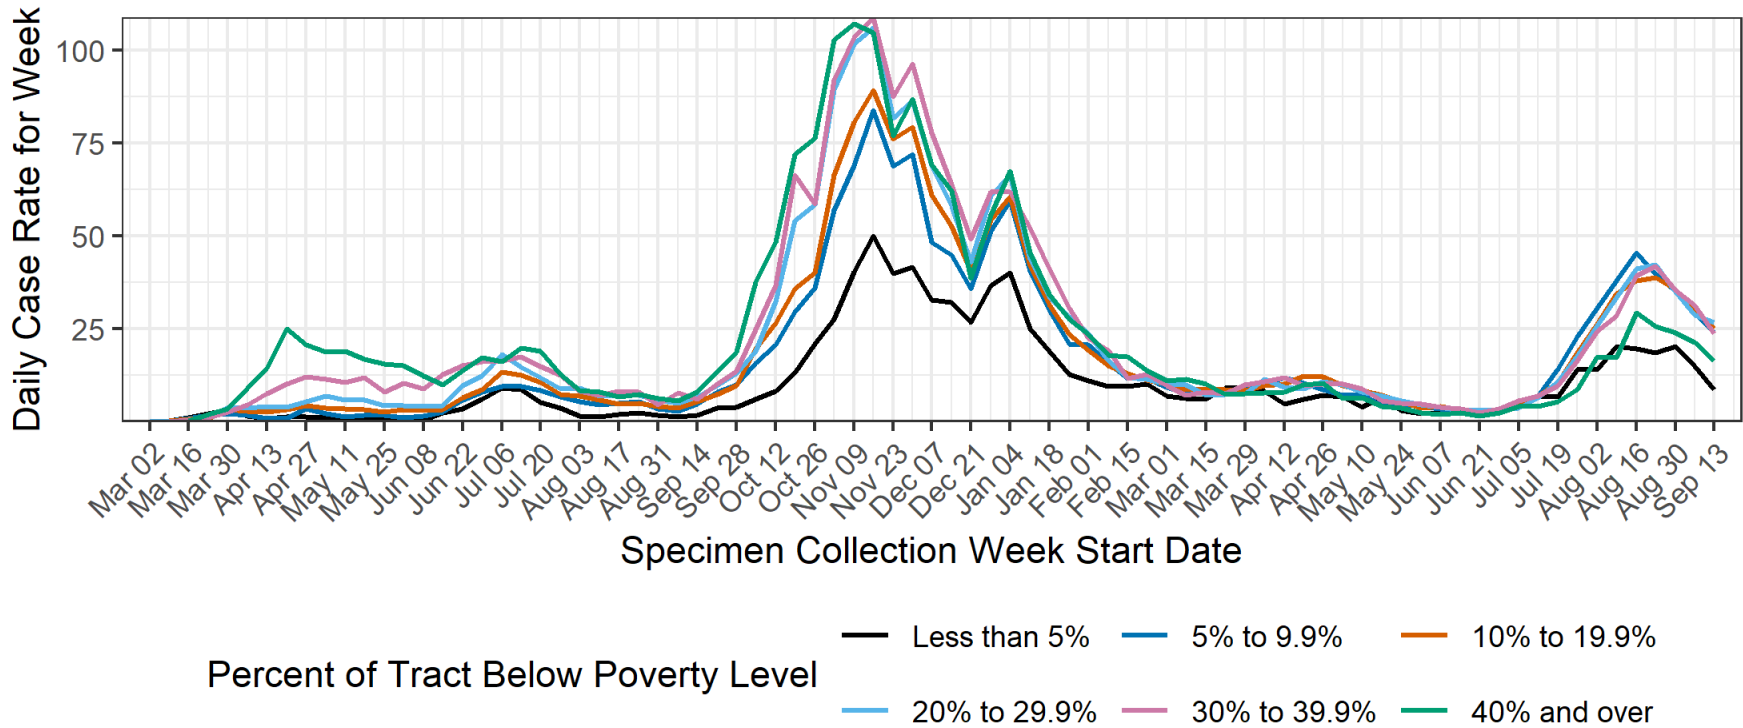 Daily Case Rate for Week
100
75
50
25
Mar 02
Mar 16
Mar 30
Apr 13
Apr 27
May 11
May 25
Jun 08
Jun 22
Jul 06
Jul 20
Aug 03
Aug 17
Aug 31
Sep 14
Sep 28
Oct 12
Oct 26
Nov 09
Nov 23
Dec 07
Dec 21
Jan 04
Jan 18
Feb 01
Feb 15
Mar 01
Mar 15
Mar 29
Apr 12
Apr 26
May 10
May 24
Jun 07
Jun 21
Jul 05
Jul 19
Aug 02
Aug 16
Aug 30
Sep 13
Specimen Collection Week Start Date
Percent of Tract Below Poverty Level
Less than 5% 5% to 9.9% 10% to 19.9%
20% to 29.9% 30% to 39.9% 40% and over